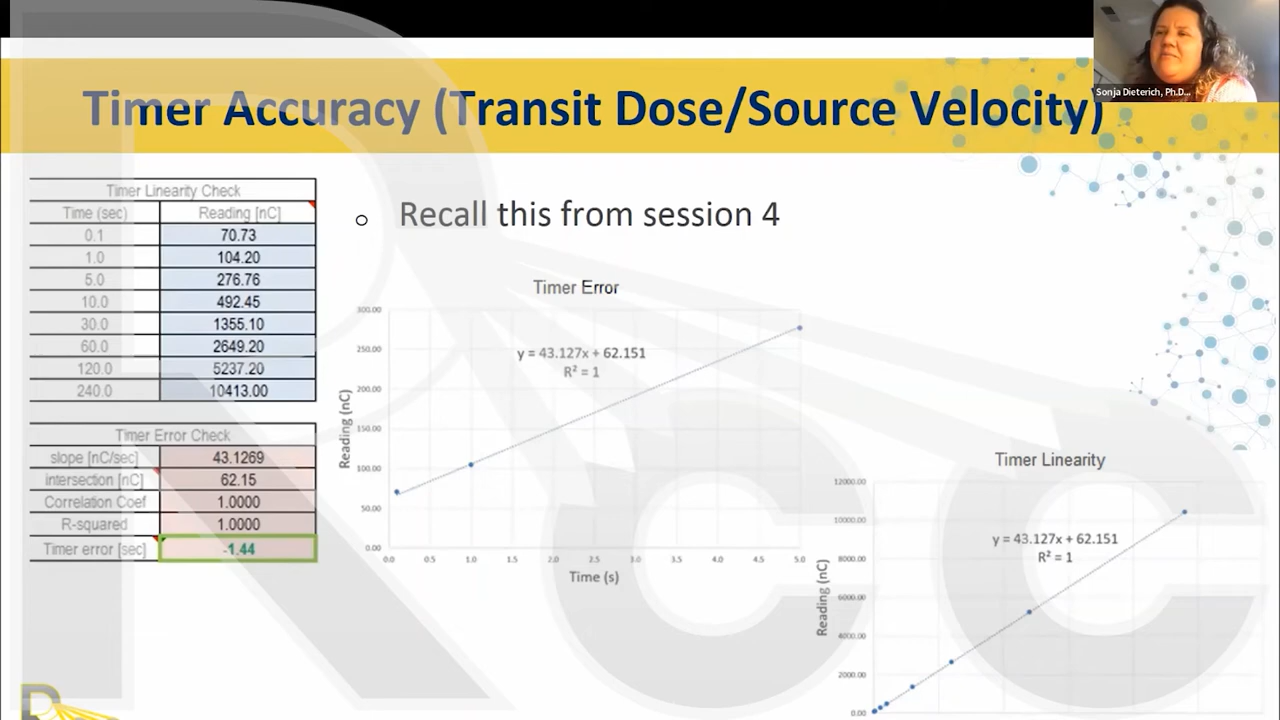 Sonja Dieterich, Ph.D...
Timer Accuracy (Transit Dose/Source Velocity)
Timer Linearity Check
Time (sec) Reading [nC]
0.1 70.73
1.0 104.20
5.0 276.76
10.0 492.45
30.0 1355.10
60.0 2649.20
120.0 5237.20
240.0 10413.00
Timer Error Check
slope [nC/sec] 43.1269
intersection [nC] 62.15
Correlation Coef 1.0000
R-squared 1.0000
Timer error [sec] -1.44
o Recall this from session 4
Timer Error
300.00
250.00
200.00
150.00
100.00
50.00
0.00
Reading (nC)
y = 43.127x + 62.151
R² = 1
0.0 0.5 1.0 1.5 2.0 2.5 3.0 3.5 4.0 4.5 5.0
Time (s)
Timer Linearity
12000.00
10000.00
8000.00
6000.00
4000.00
2000.00
0.00
Reading (nC)
y = 43.127x + 62.151
R² = 1
RCC